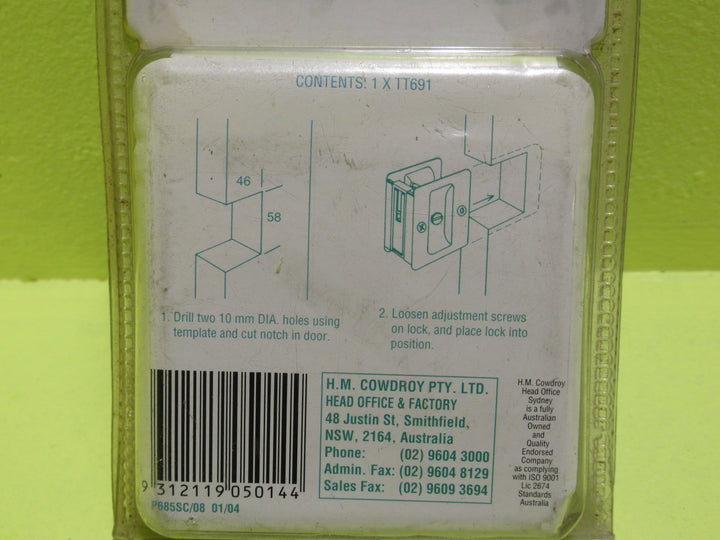 CONTENTS: 1 X TT691
46
58
1. Drill two 10 mm DIA. holes using
template and cut notch in door.
2. Loosen adjustment screws
on lock, and place lock into
position.
H.M. COWDROY PTY. LTD.
HEAD OFFICE & FACTORY
48 Justin St, Smithfield,
NSW, 2164, Australia
Phone: (02) 9604 3000
Admin. Fax: (02) 9604 8129
Sales Fax: (02) 9609 3694
H.M. Cowdroy
Head Office
Sydney
is a fully
Australian
Owned
and
Quality
Endorsed
Company
as complying
with ISO 9001
Lic 2674
Standards
Australia
9 312119 050144
P685SC/08 01/04